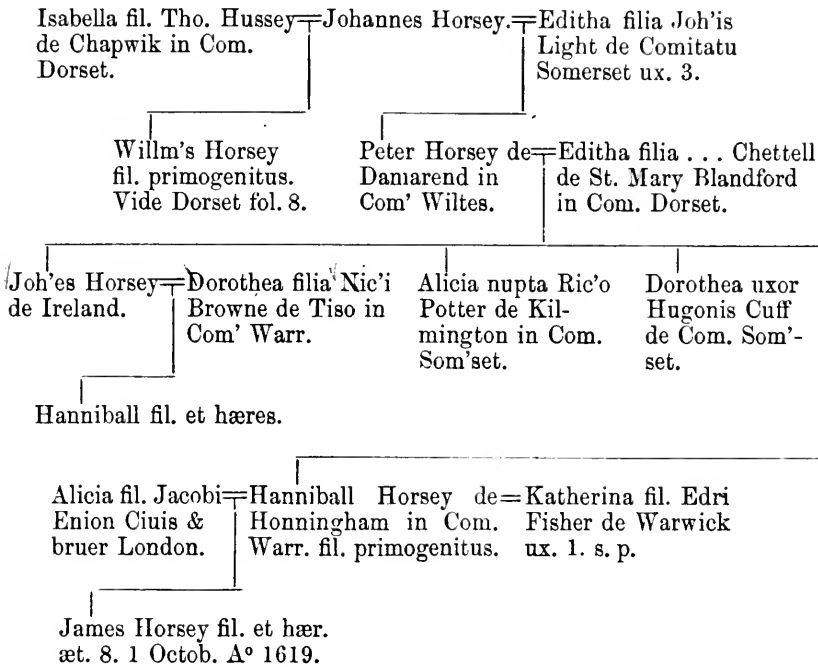 Isabella fil. Tho. Hussey=Johannes Horsey.=Editha filia Joh'is
de Chapwik in Com. Light de Comitatu
Dorset. Somerset ux. 3.
Willm's Horsey Peter Horsey de=Editha filia ... Chettell
fil. primogenitus. Damarend in de St. Mary Blandford
Vide Dorset fol. 8. Com' Wiltes. in Com. Dorset.
Joh'es Horsey=Dorothea filia Nic'i Alicia nupta Ric'o Dorothea uxor
de Ireland. Browne de Tiso in Potter de Kil- Hugonis Cuff
Com' Warr. mington in Com. de Com. Som'-
Som'set. set.
Hanniball fil. et hæres.
Alicia fil. Jacobi=Hanniball Horsey de=Katherina fil. Edri
Enion Ciuis & Honningham in Com. Fisher de Warwick
bruer London. Warr. fil. primogenitus. ux. 1. s. p.
James Horsey fil. et hær.
æt. 8. 1 Octob. Aº 1619.